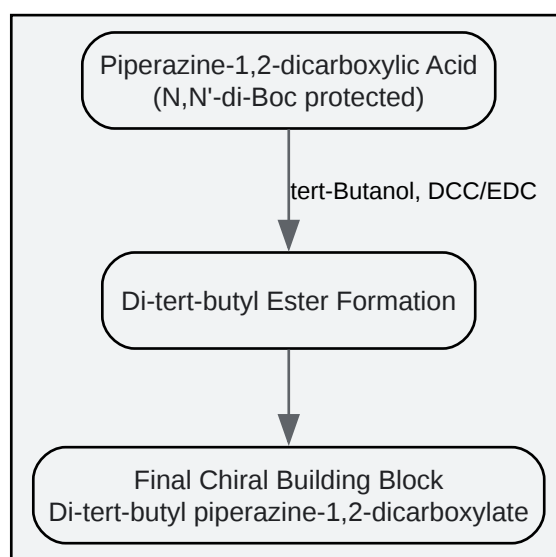 Piperazine-1,2-dicarboxylic Acid
(N,N'-di-Boc protected)
tert-Butanol, DCC/EDC
Di-tert-butyl Ester Formation
Final Chiral Building Block
Di-tert-butyl piperazine-1,2-dicarboxylate